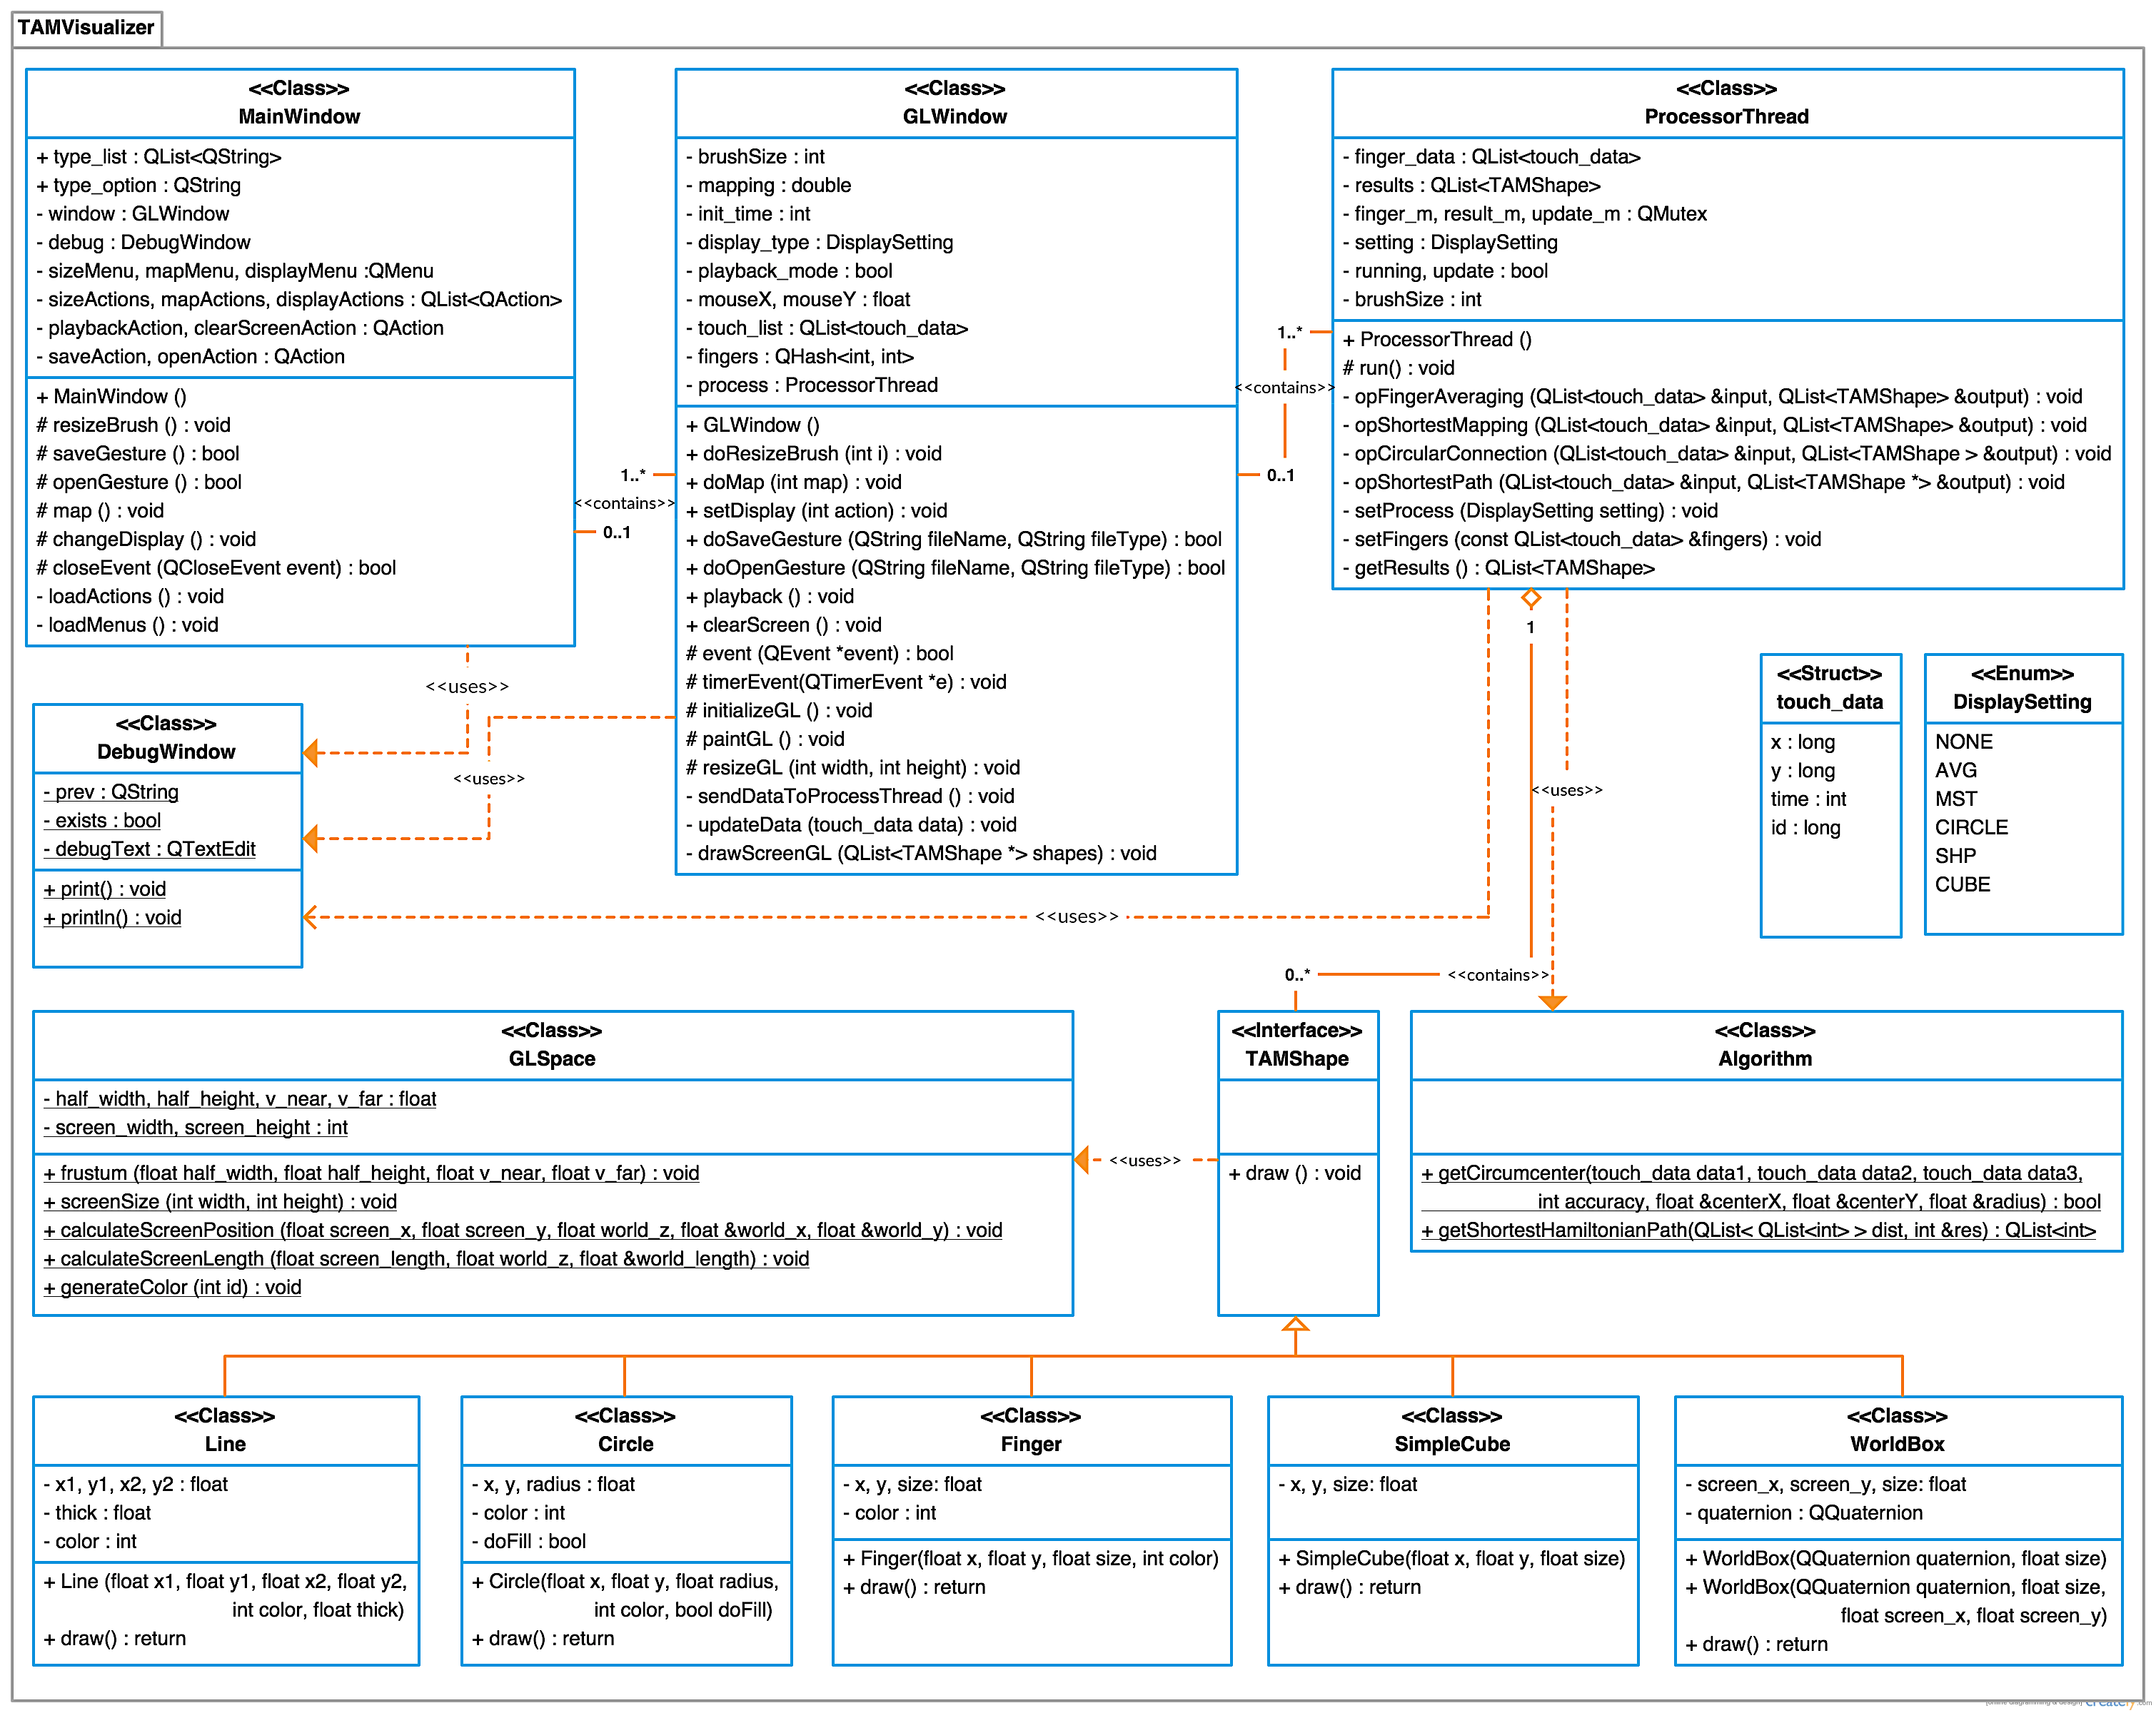 TAMVisualizer
<<Class>>
MainWindow
+ type_list : QList<QString>
+ type_option : QString
- window : GLWindow
- debug : DebugWindow
- sizeMenu, mapMenu, displayMenu :QMenu
- sizeActions, mapActions, displayActions : QList<QAction>
- playbackAction, clearScreenAction : QAction
- saveAction, openAction : QAction
+ MainWindow ()
# resizeBrush () : void
# saveGesture () : bool
# openGesture () : bool
# map () : void
# changeDisplay () : void
# closeEvent (QCloseEvent event) : bool
- loadActions () : void
- loadMenus () : void
1..*
<<contains>>
0..1
<<Class>>
GLWindow
- brushSize : int
- mapping : double
- init_time : int
- display_type : DisplaySetting
- playback_mode : bool
- mouseX, mouseY : float
- touch_list : QList<touch_data>
- fingers : QHash<int, int>
- process : ProcessorThread
+ GLWindow ()
+ doResizeBrush (int i) : void
+ doMap (int map) : void
+ setDisplay (int action) : void
+ doSaveGesture (QString fileName, QString fileType) : bool
+ doOpenGesture (QString fileName, QString fileType) : bool
+ playback () : void
+ clearScreen () : void
# event (QEvent *event) : bool
# timerEvent(QTimerEvent *e) : void
# initializeGL () : void
# paintGL () : void
# resizeGL (int width, int height) : void
- sendDataToProcessThread () : void
- updateData (touch_data data) : void
- drawScreenGL (QList<TAMShape *> shapes) : void
1..*
<<contains>>
0..1
<<Class>>
ProcessorThread
- finger_data : QList<touch_data>
- results : QList<TAMShape>
- finger_m, result_m, update_m : QMutex
- setting : DisplaySetting
- running, update : bool
- brushSize : int
+ ProcessorThread ()
# run() : void
- opFingerAveraging (QList<touch_data> &input, QList<TAMShape> &output) : void
- opShortestMapping (QList<touch_data> &input, QList<TAMShape> &output) : void
- opCircularConnection (QList<touch_data> &input, QList<TAMShape > &output) : void
- opShortestPath (QList<touch_data> &input, QList<TAMShape *> &output) : void
- setProcess (DisplaySetting setting) : void
- setFingers (const QList<touch_data> &fingers) : void
- getResults () : QList<TAMShape>
1
<<uses>>
<<uses>>
<<uses>>
<<uses>>
<<Class>>
DebugWindow
- prev : QString
- exists : bool
- debugText : QTextEdit
+ print() : void
+ println() : void
<<Struct>>
touch_data
x : long
y : long
time : int
id : long
<<Enum>>
DisplaySetting
NONE
AVG
MST
CIRCLE
SHP
CUBE
0..*
<<contains>>
<<Class>>
GLSpace
- half_width, half_height, v_near, v_far : float
- screen_width, screen_height : int
+ frustum (float half_width, float half_height, float v_near, float v_far) : void
+ screenSize (int width, int height) : void
+ calculateScreenPosition (float screen_x, float screen_y, float world_z, float &world_x, float &world_y) : void
+ calculateScreenLength (float screen_length, float world_z, float &world_length) : void
+ generateColor (int id) : void
<<uses>>
<<Interface>>
TAMShape
+ draw () : void
<<Class>>
Algorithm
+ getCircumcenter(touch_data data1, touch_data data2, touch_data data3,
int accuracy, float &centerX, float &centerY, float &radius) : bool
+ getShortestHamiltonianPath(QList< QList<int> > dist, int &res) : QList<int>
<<Class>>
Line
- x1, y1, x2, y2 : float
- thick : float
- color : int
+ Line (float x1, float y1, float x2, float y2,
int color, float thick)
+ draw() : return
<<Class>>
Circle
- x, y, radius : float
- color : int
- doFill : bool
+ Circle(float x, float y, float radius,
int color, bool doFill)
+ draw() : return
<<Class>>
Finger
- x, y, size: float
- color : int
+ Finger(float x, float y, float size, int color)
+ draw() : return
<<Class>>
SimpleCube
- x, y, size: float
+ SimpleCube(float x, float y, float size)
+ draw() : return
<<Class>>
WorldBox
- screen_x, screen_y, size: float
- quaternion : QQuaternion
+ WorldBox(QQuaternion quaternion, float size)
+ WorldBox(QQuaternion quaternion, float size,
float screen_x, float screen_y)
+ draw() : return
[online diagramming & design] creately.com